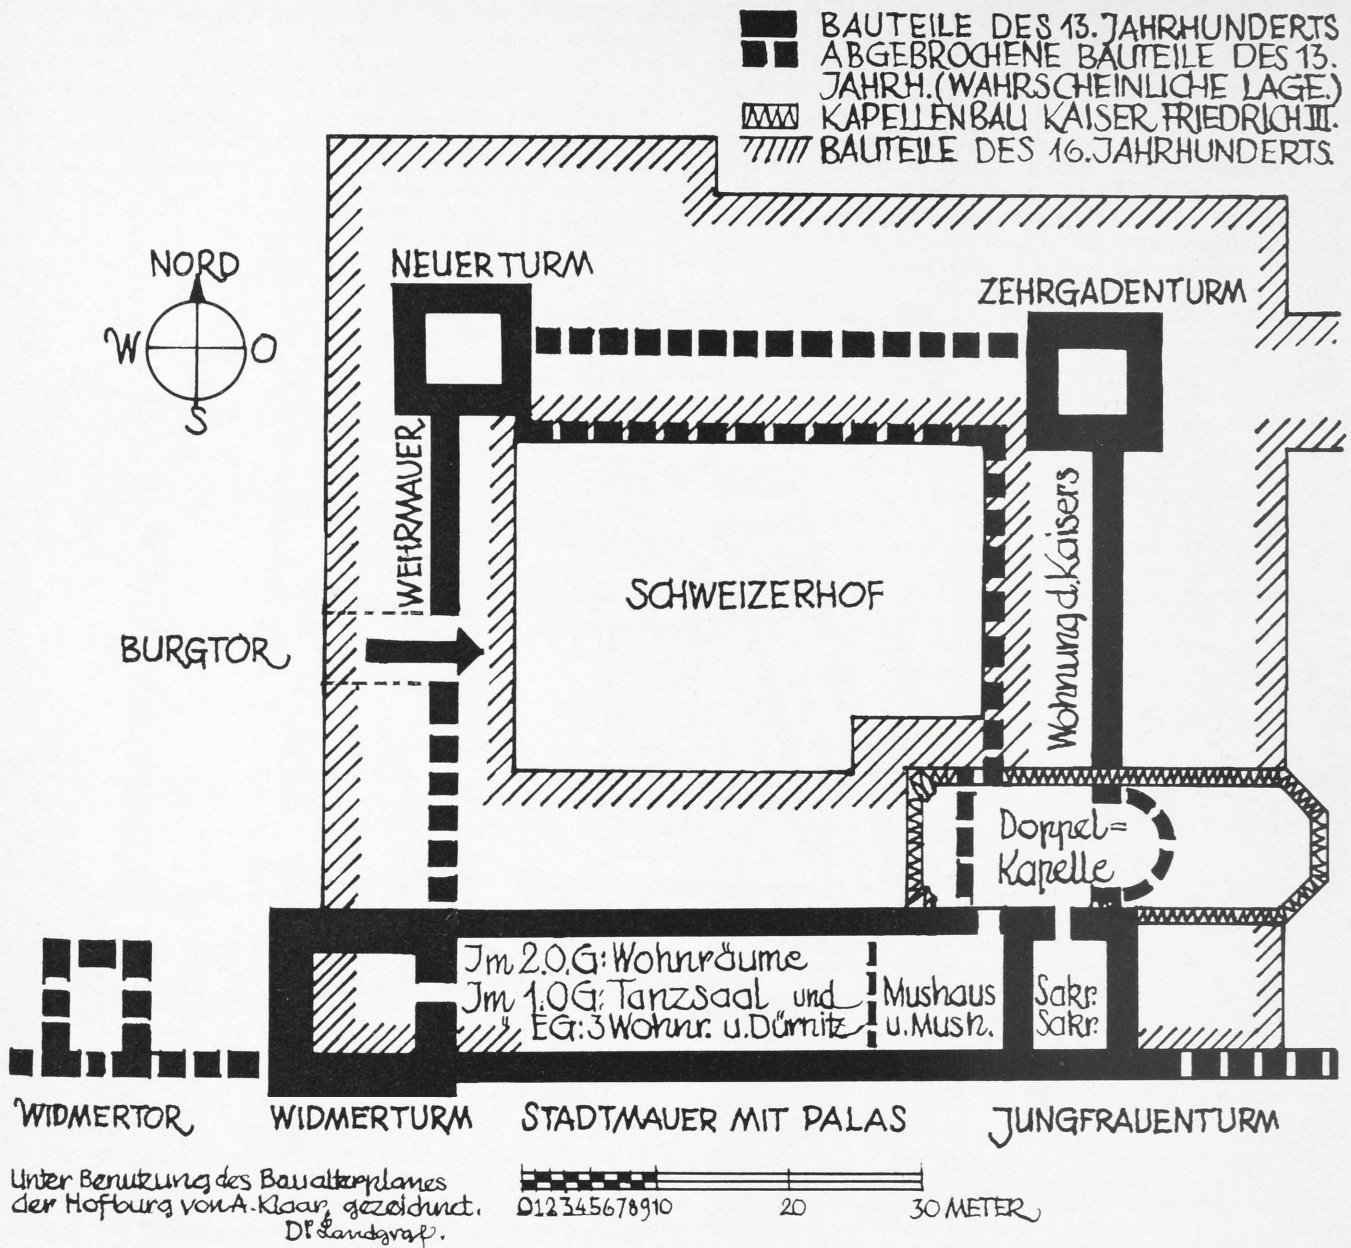 BAUTEILE DES 13. JAHRHUNDERTS
ABGEBROCHENE BAUTEILE DES 13.
JAHRH. (WAHRSCHEINLICHE LAGE.)
KAPELLENBAU KAISER FRIEDRICH III.
BAUTEILE DES 16. JAHRHUNDERTS.
NORD
W O
S
NEUER TURM
ZEHRGADENTURM
WEHRMAUER
SCHWEIZERHOF
Wohnung d. Kaisers
BURGTOR
Doppel=
Kapelle
Im 2.O.G: Wohnräume
Im 1.OG: Tanzsaal und
" EG: 3 Wohnr. u. Dürnitz
Mushaus
u. Mush.
Sakr.
Sakr.
WIDMERTOR
WIDMERTURM
STADTMAUER MIT PALAS
JUNGFRAUENTURM
Unter Benutzung des Baualterplanes
der Hofburg von A. Klaar, gezeichnet.
Dr. Landgraf.
0 1 2 3 4 5 6 7 8 9 10 20 30 METER